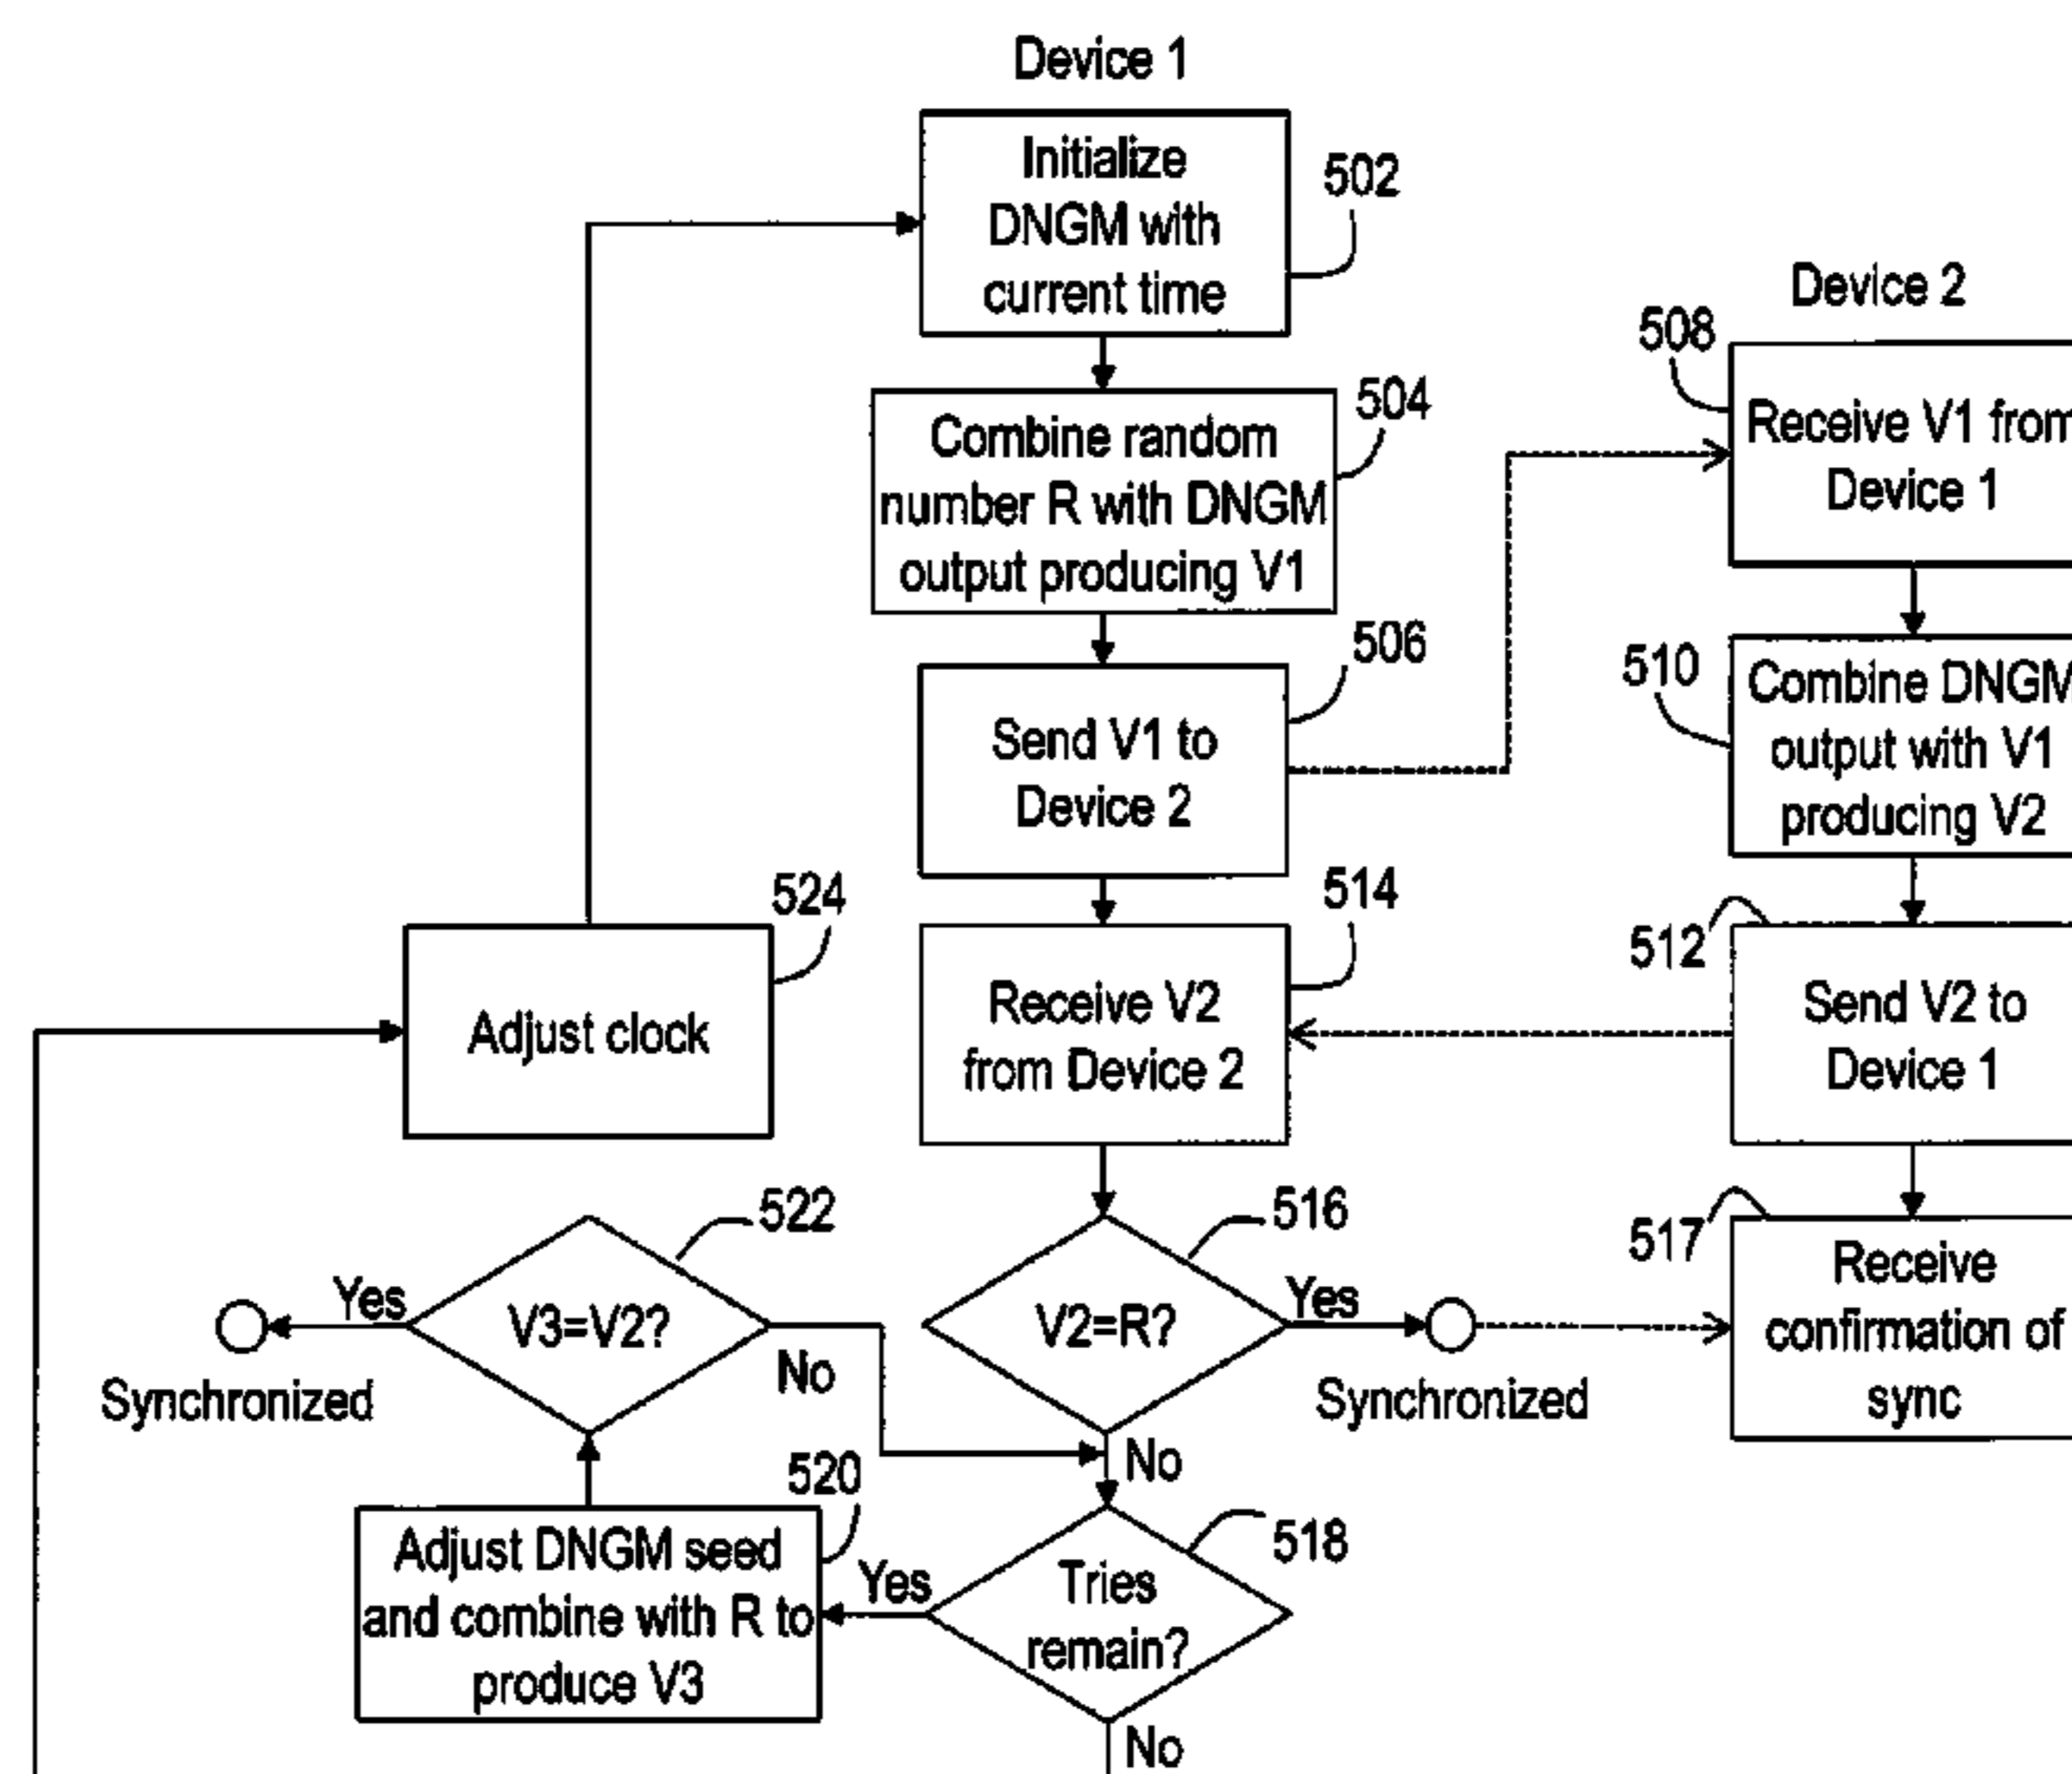 Device 1
Initialize
DNGM with
current time
502
Combine random
number R with DNGM
output producing V1
504
Send V1 to
Device 2
506
Device 2
508
Receive V1 from
Device 1
510
Combine DNGM
output with V1
producing V2
512
Send V2 to
Device 1
514
Receive V2
from Device 2
516
V2=R?
Yes
Synchronized
No
517
Receive
confirmation of
sync
518
Tries
remain?
Yes
No
520
Adjust DNGM seed
and combine with R to
produce V3
522
V3=V2?
Yes
Synchronized
No
524
Adjust clock